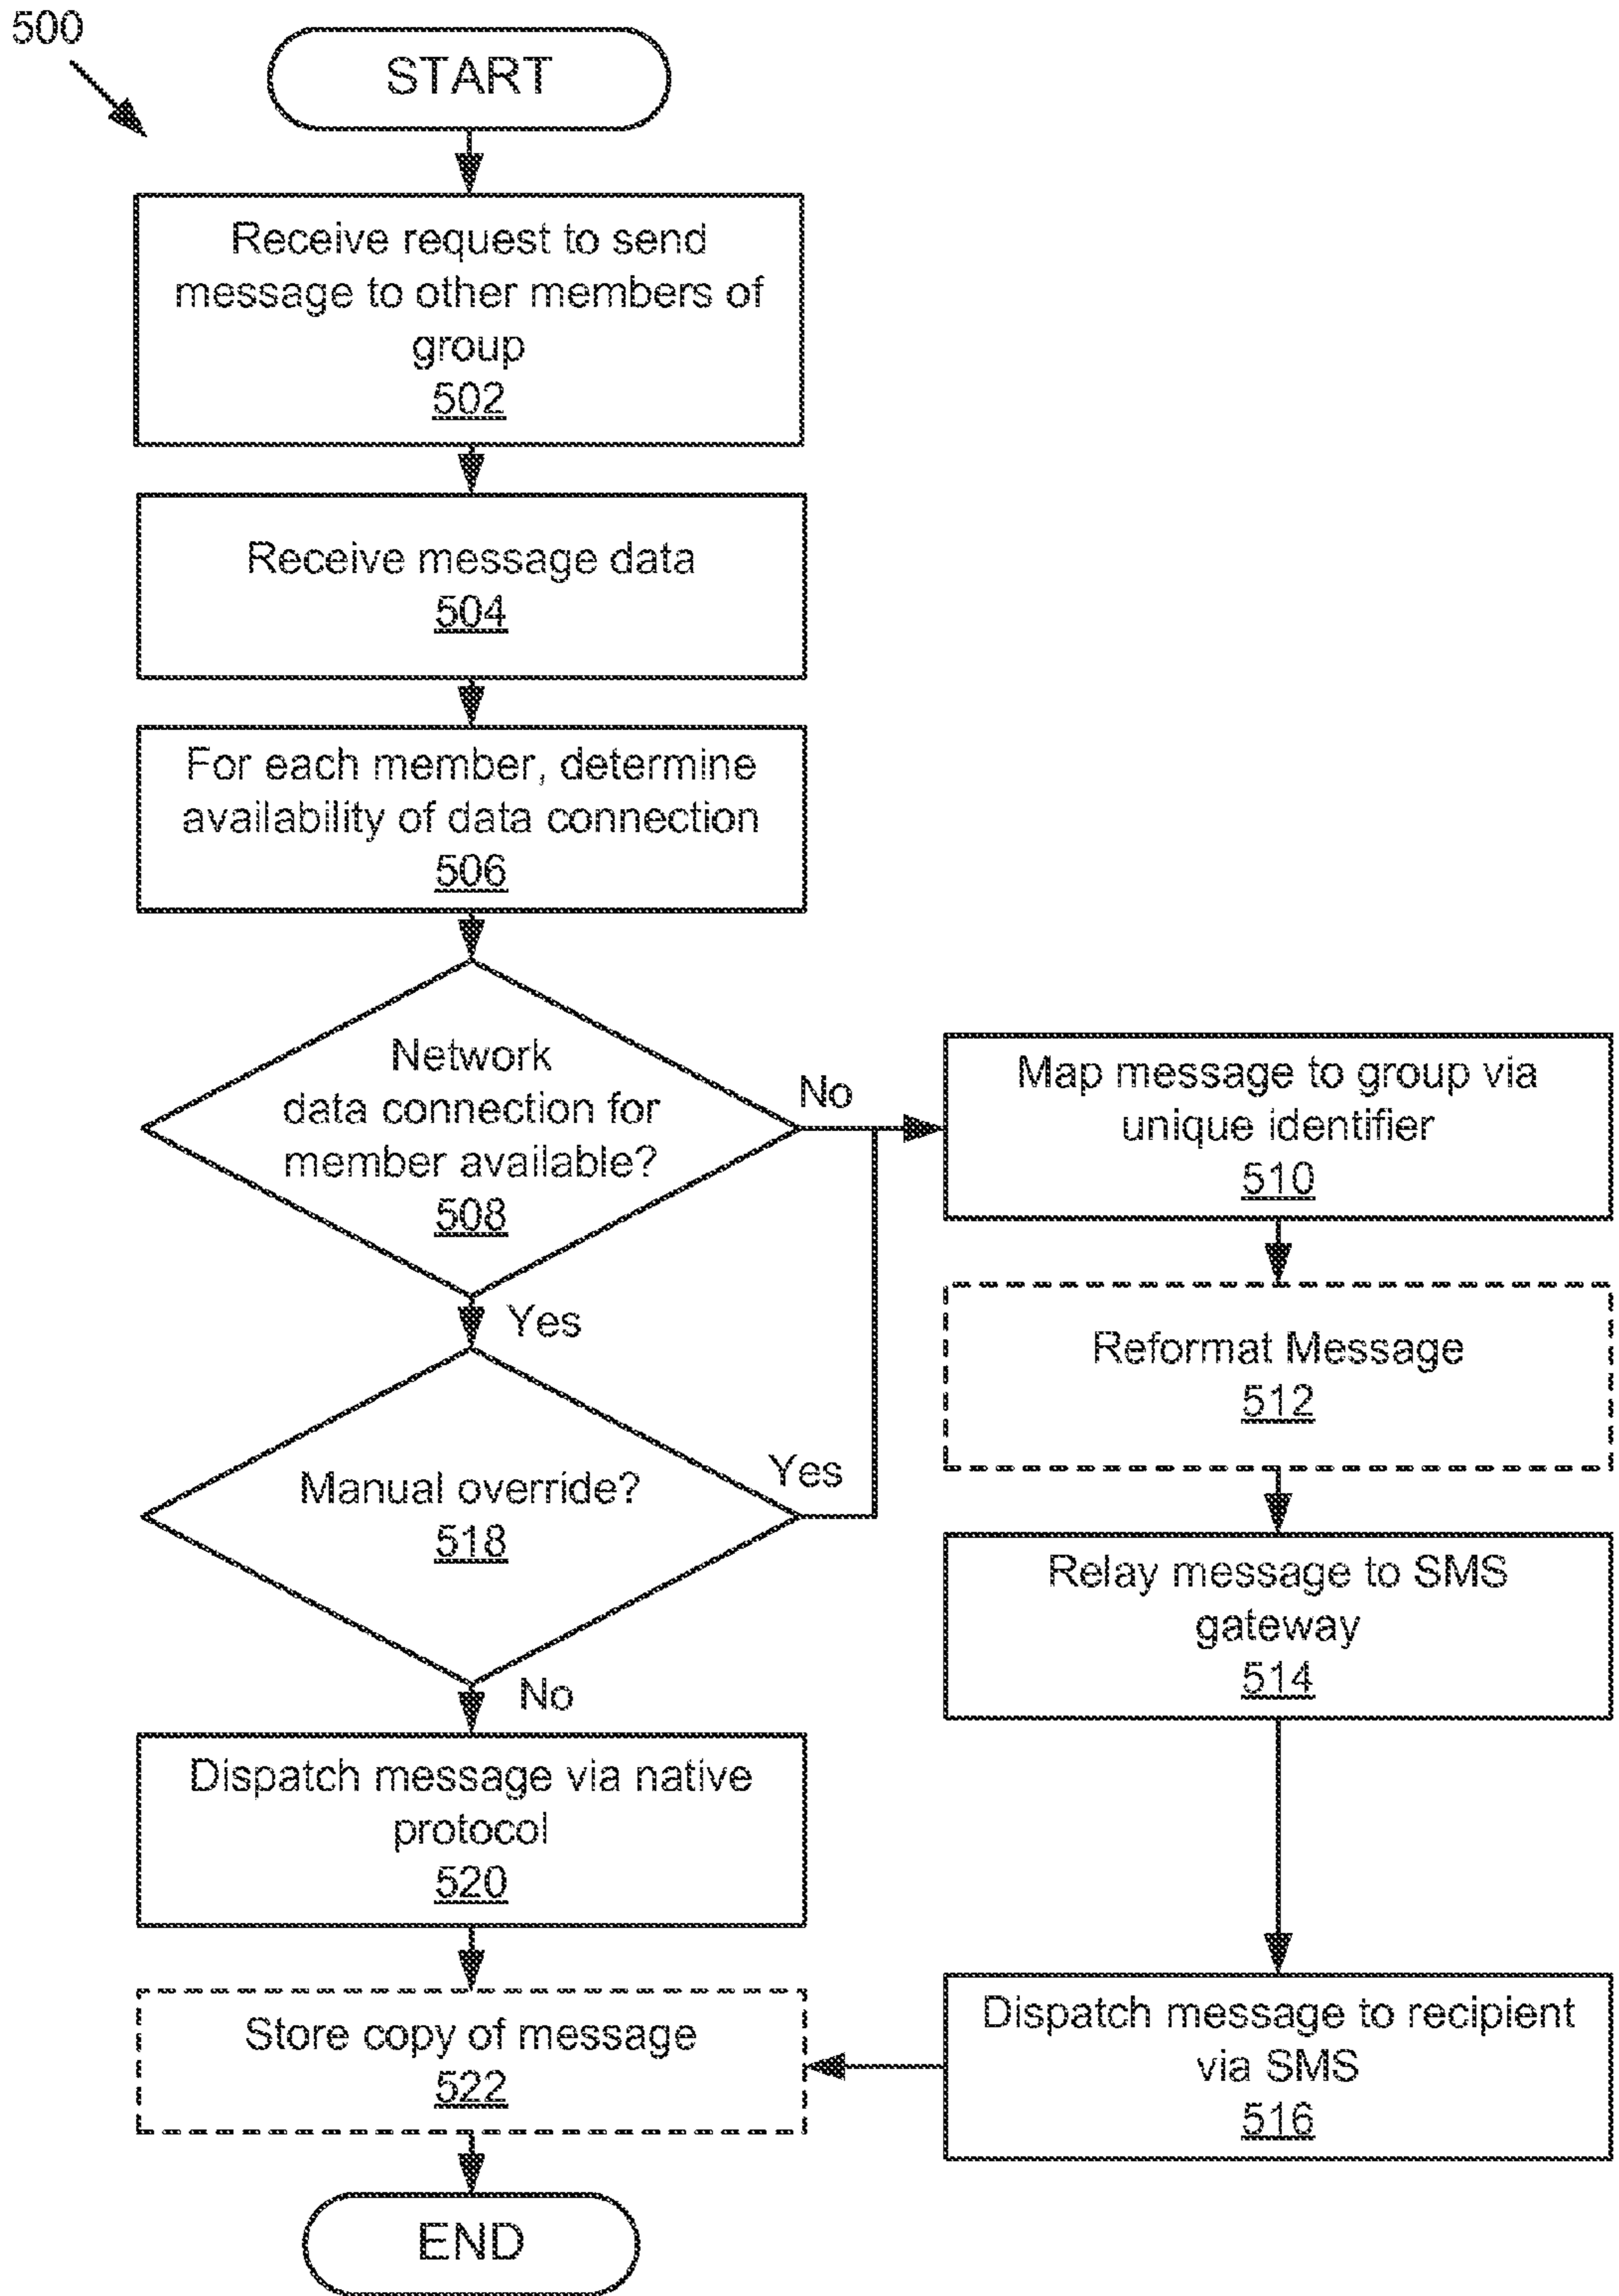 500
START
Receive request to send
message to other members of
group
502
Receive message data
504
For each member, determine
availability of data connection
506
Network
data connection for
member available?
508
No
Yes
Map message to group via
unique identifier
510
Reformat Message
512
Relay message to SMS
gateway
514
Dispatch message to recipient
via SMS
516
Manual override?
518
Yes
No
Dispatch message via native
protocol
520
Store copy of message
522
END